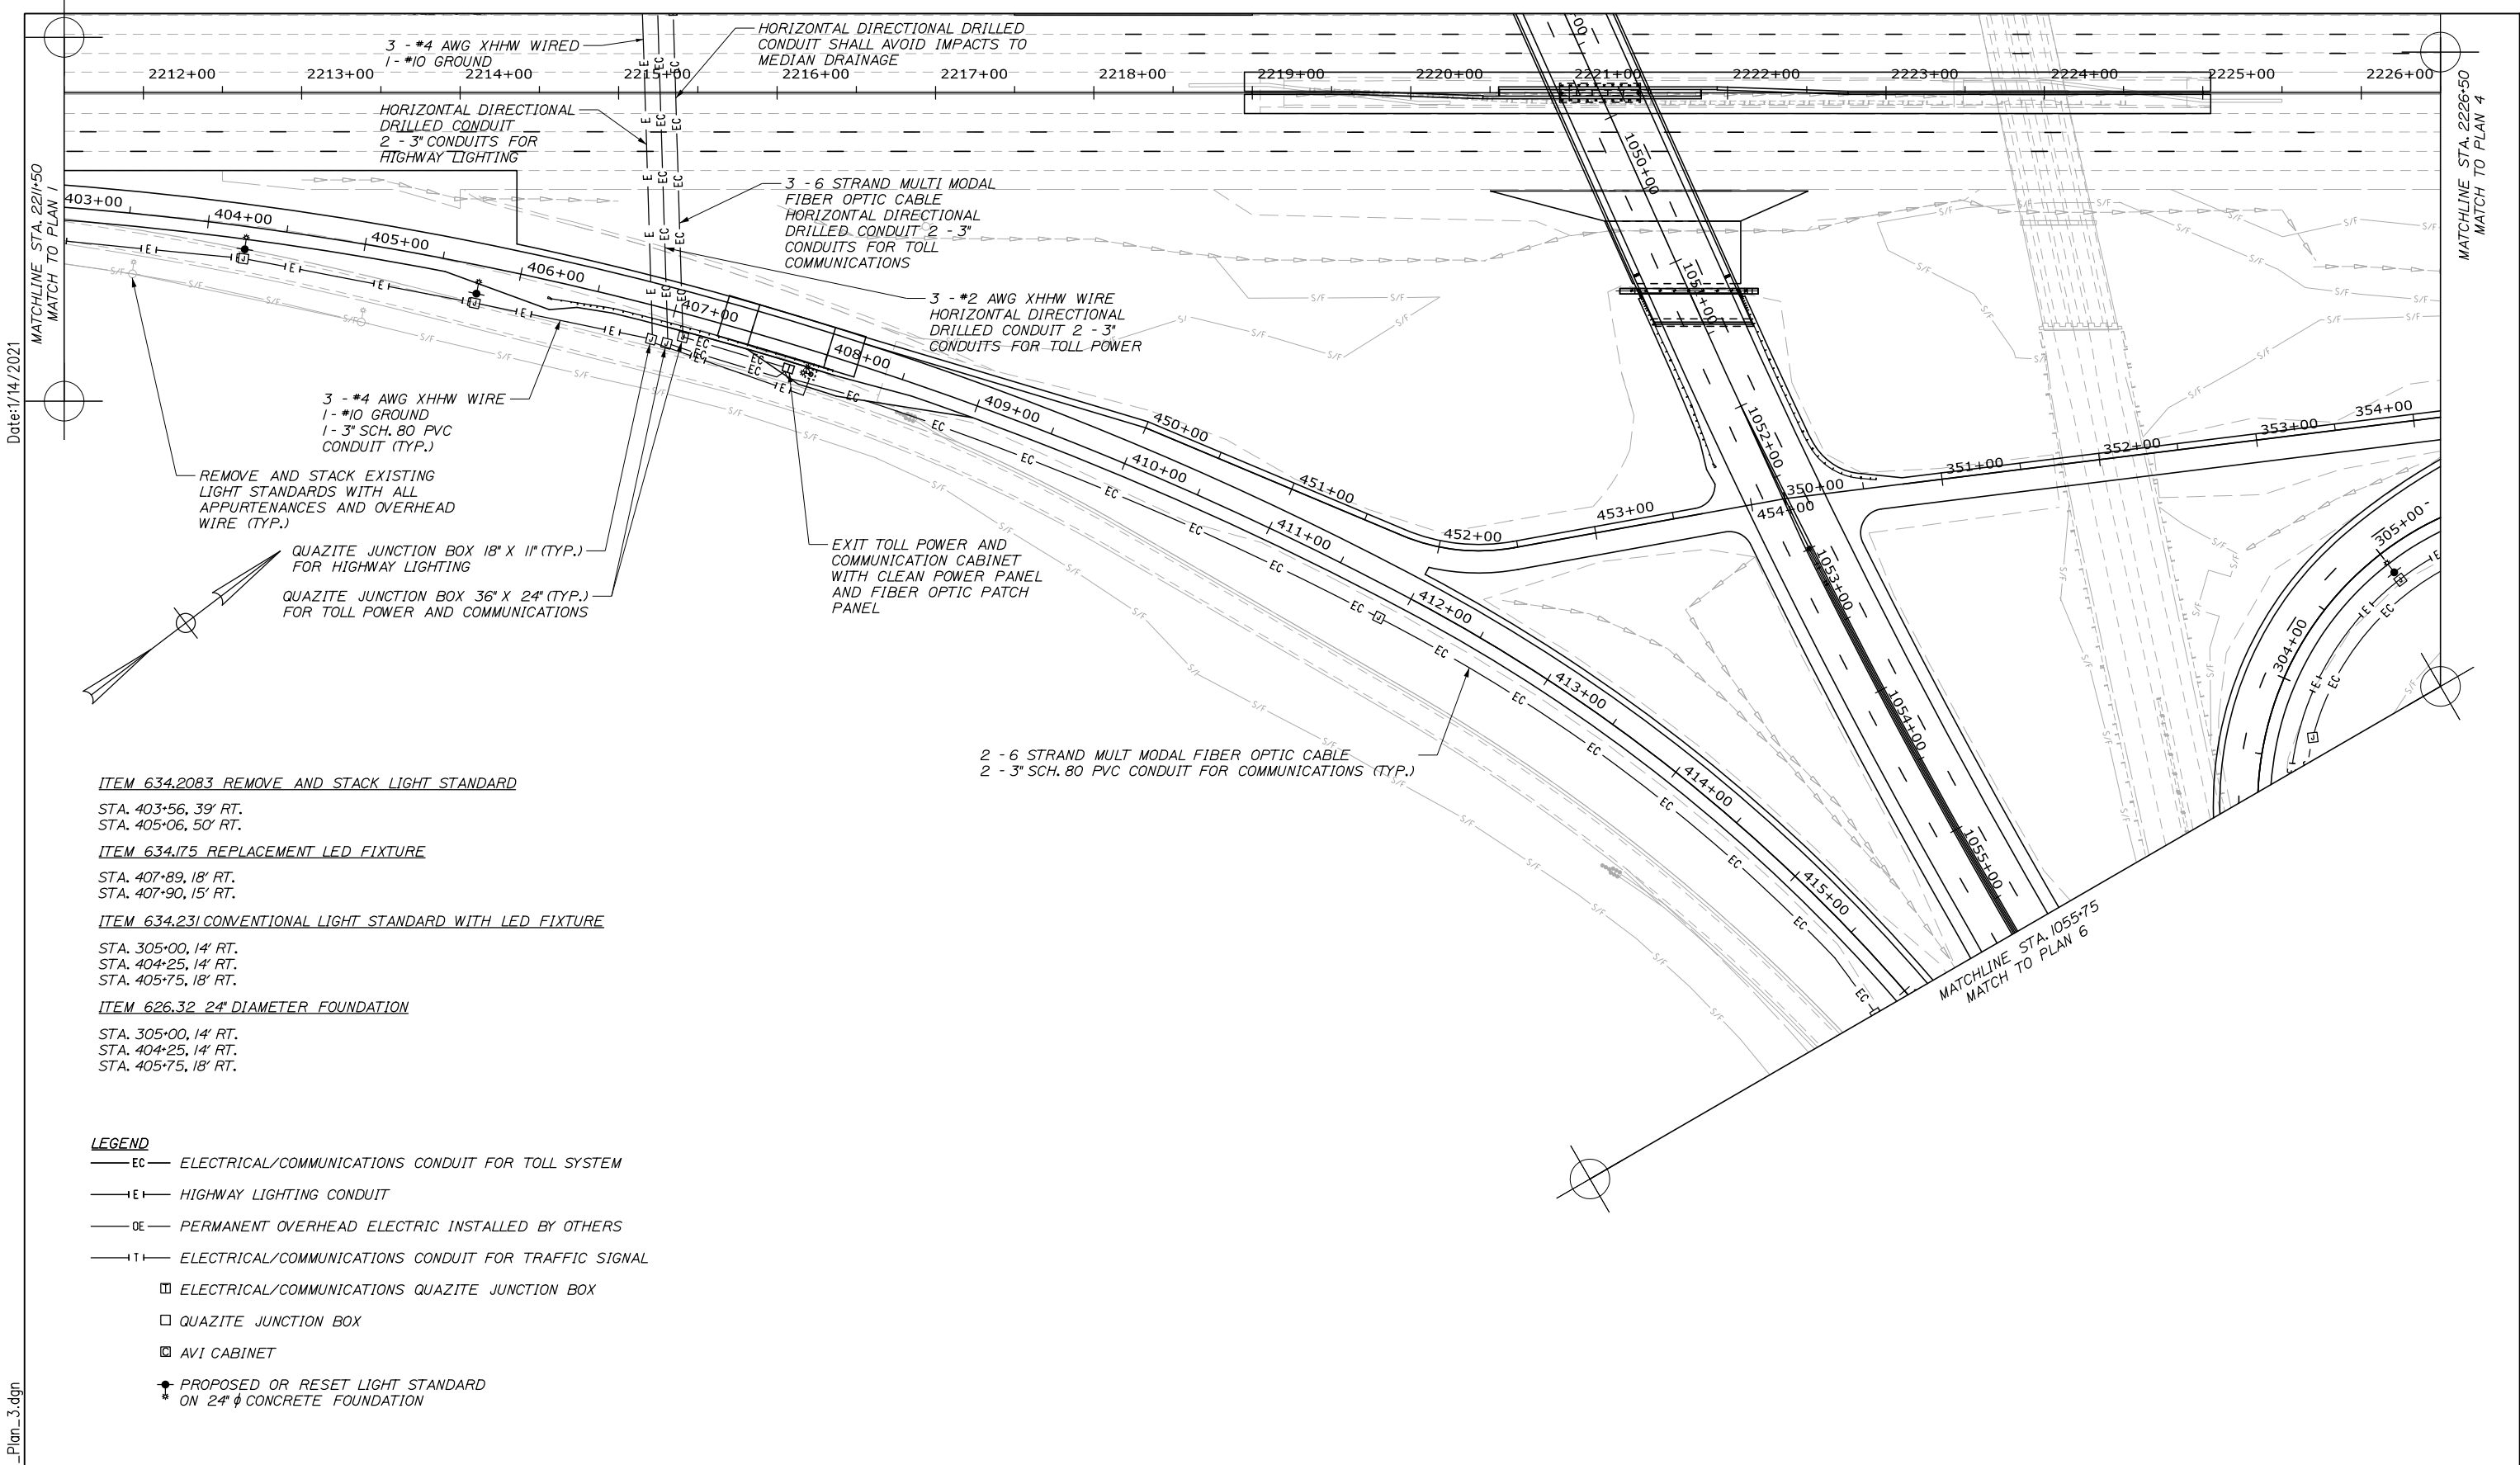 3 - #4 AWG XHHW WIRED
1 - #10 GROUND
HORIZONTAL DIRECTIONAL DRILLED
CONDUIT SHALL AVOID IMPACTS TO
MEDIAN DRAINAGE
2212+00
2213+00
2214+00
2215+00
2216+00
2217+00
2218+00
2219+00
2220+00
2221+00
2222+00
2223+00
2224+00
2225+00
2226+00
HORIZONTAL DIRECTIONAL
DRILLED CONDUIT
2 - 3" CONDUITS FOR
HIGHWAY LIGHTING
MATCHLINE STA. 2211+50
MATCH TO PLAN 1
MATCHLINE STA. 2226+50
MATCH TO PLAN 4
3 - 6 STRAND MULTI MODAL
FIBER OPTIC CABLE
HORIZONTAL DIRECTIONAL
DRILLED CONDUIT 2 - 3"
CONDUITS FOR TOLL
COMMUNICATIONS
3 - #2 AWG XHHW WIRE
HORIZONTAL DIRECTIONAL
DRILLED CONDUIT 2 - 3"
CONDUITS FOR TOLL POWER
403+00
404+00
405+00
406+00
407+00
408+00
409+00
410+00
411+00
412+00
413+00
414+00
415+00
450+00
451+00
452+00
453+00
454+00
350+00
351+00
352+00
353+00
354+00
1050+00
1051+00
1052+00
1053+00
1054+00
1055+00
304+00
305+00
3 - #4 AWG XHHW WIRE
1 - #10 GROUND
1 - 3" SCH. 80 PVC
CONDUIT (TYP.)
REMOVE AND STACK EXISTING
LIGHT STANDARDS WITH ALL
APPURTENANCES AND OVERHEAD
WIRE (TYP.)
QUAZITE JUNCTION BOX 18" X 11" (TYP.)
FOR HIGHWAY LIGHTING
QUAZITE JUNCTION BOX 36" X 24" (TYP.)
FOR TOLL POWER AND COMMUNICATIONS
EXIT TOLL POWER AND
COMMUNICATION CABINET
WITH CLEAN POWER PANEL
AND FIBER OPTIC PATCH
PANEL
2 - 6 STRAND MULT MODAL FIBER OPTIC CABLE
2 - 3" SCH. 80 PVC CONDUIT FOR COMMUNICATIONS (TYP.)
MATCHLINE STA. 1055+75
MATCH TO PLAN 6
ITEM 634.2083 REMOVE AND STACK LIGHT STANDARD
STA. 403+56, 39' RT.
STA. 405+06, 50' RT.
ITEM 634.175 REPLACEMENT LED FIXTURE
STA. 407+89, 18' RT.
STA. 407+90, 15' RT.
ITEM 634.231 CONVENTIONAL LIGHT STANDARD WITH LED FIXTURE
STA. 305+00, 14' RT.
STA. 404+25, 14' RT.
STA. 405+75, 18' RT.
ITEM 626.32 24" DIAMETER FOUNDATION
STA. 305+00, 14' RT.
STA. 404+25, 14' RT.
STA. 405+75, 18' RT.
LEGEND
EC ELECTRICAL/COMMUNICATIONS CONDUIT FOR TOLL SYSTEM
E HIGHWAY LIGHTING CONDUIT
OE PERMANENT OVERHEAD ELECTRIC INSTALLED BY OTHERS
T ELECTRICAL/COMMUNICATIONS CONDUIT FOR TRAFFIC SIGNAL
T ELECTRICAL/COMMUNICATIONS QUAZITE JUNCTION BOX
QUAZITE JUNCTION BOX
C AVI CABINET
PROPOSED OR RESET LIGHT STANDARD
ON 24" ϕ CONCRETE FOUNDATION
Date:1/14/2021
_Plan_3.dgn